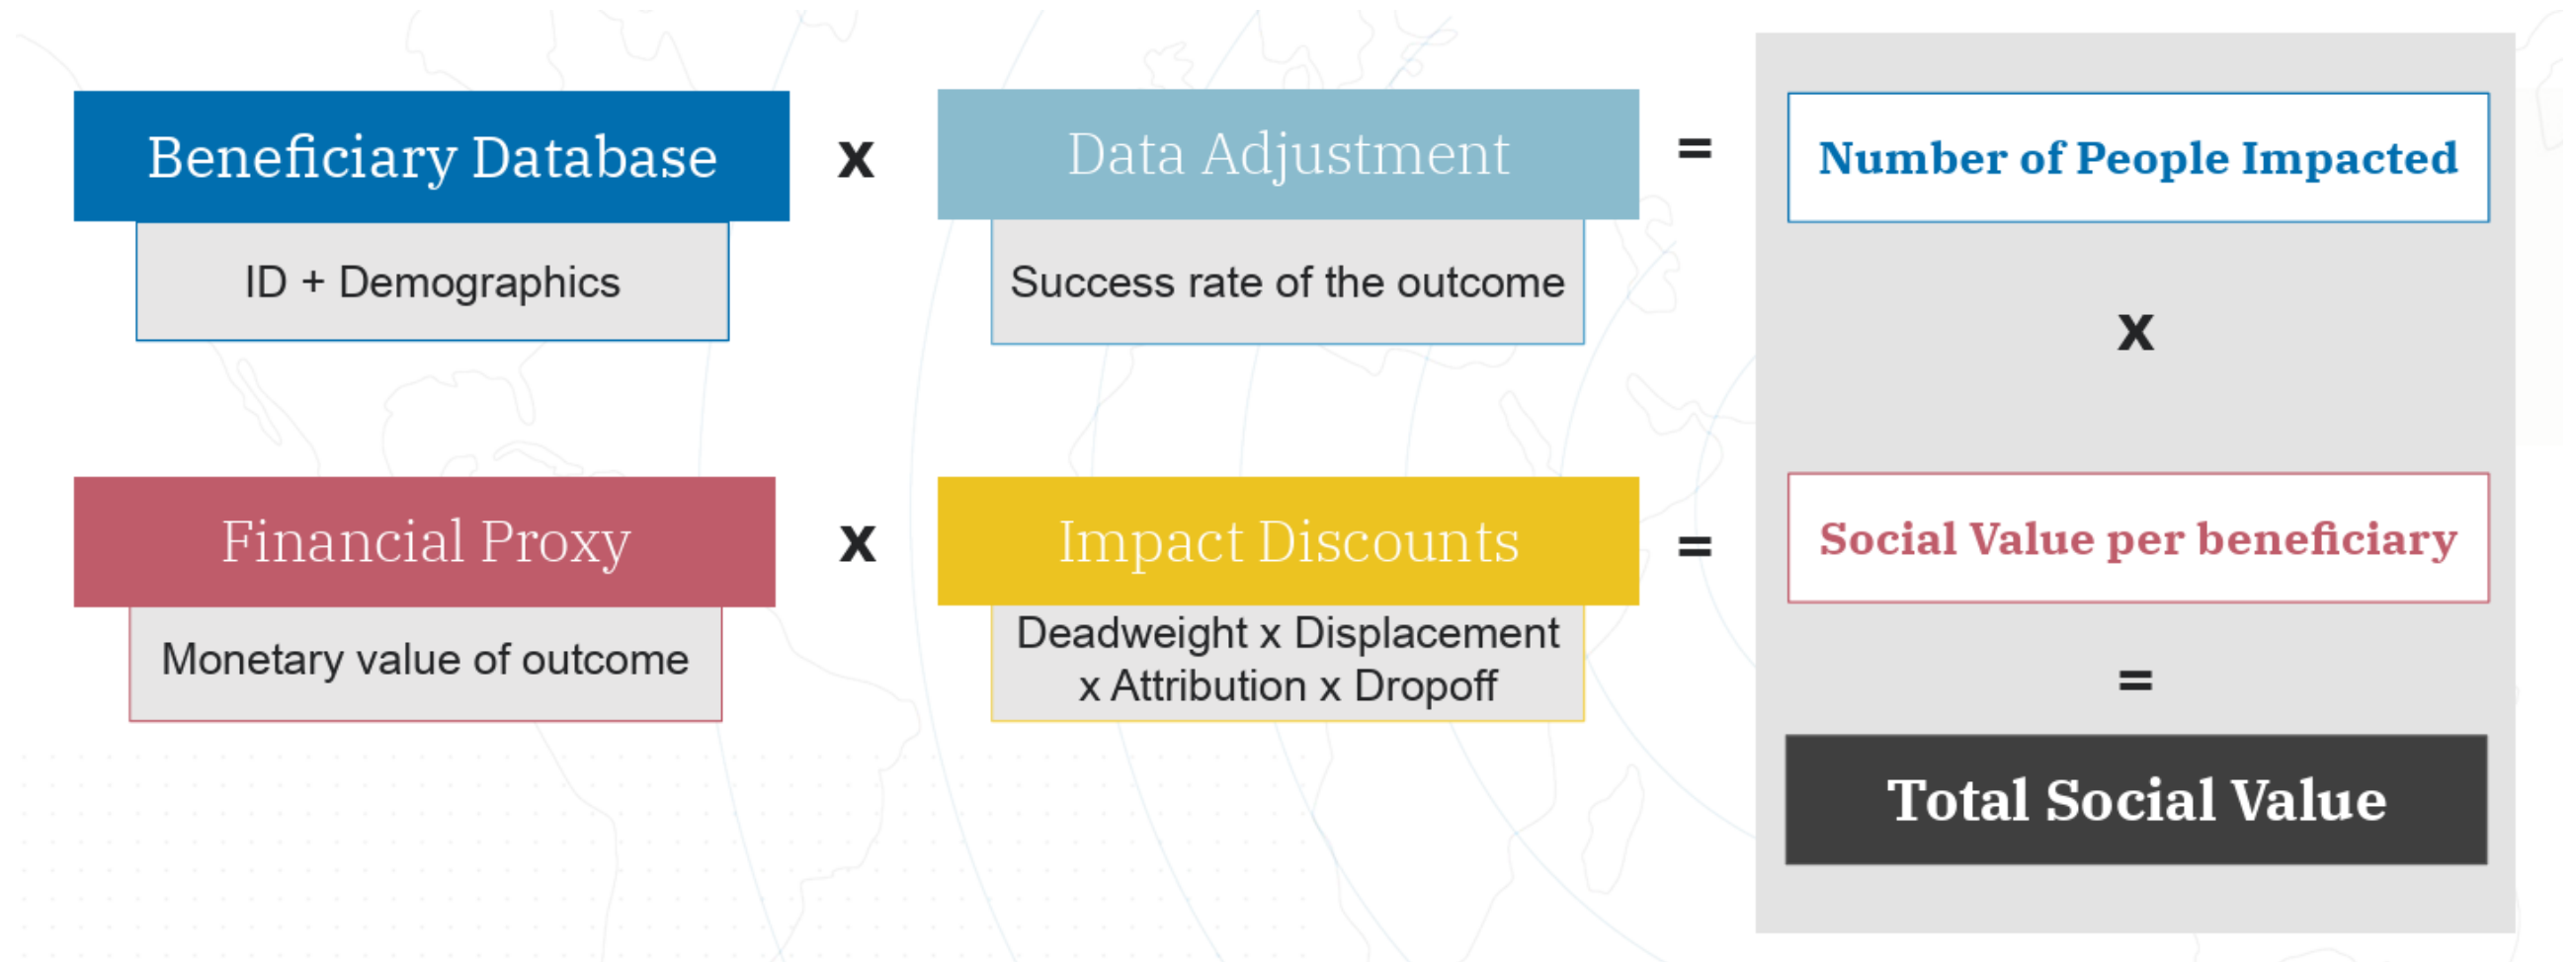 Beneficiary Database x Data Adjustment = Number of People Impacted
ID + Demographics
Success rate of the outcome
x
Financial Proxy x Impact Discounts = Social Value per beneficiary
Monetary value of outcome
Deadweight x Displacement
x Attribution x Dropoff
=
Total Social Value